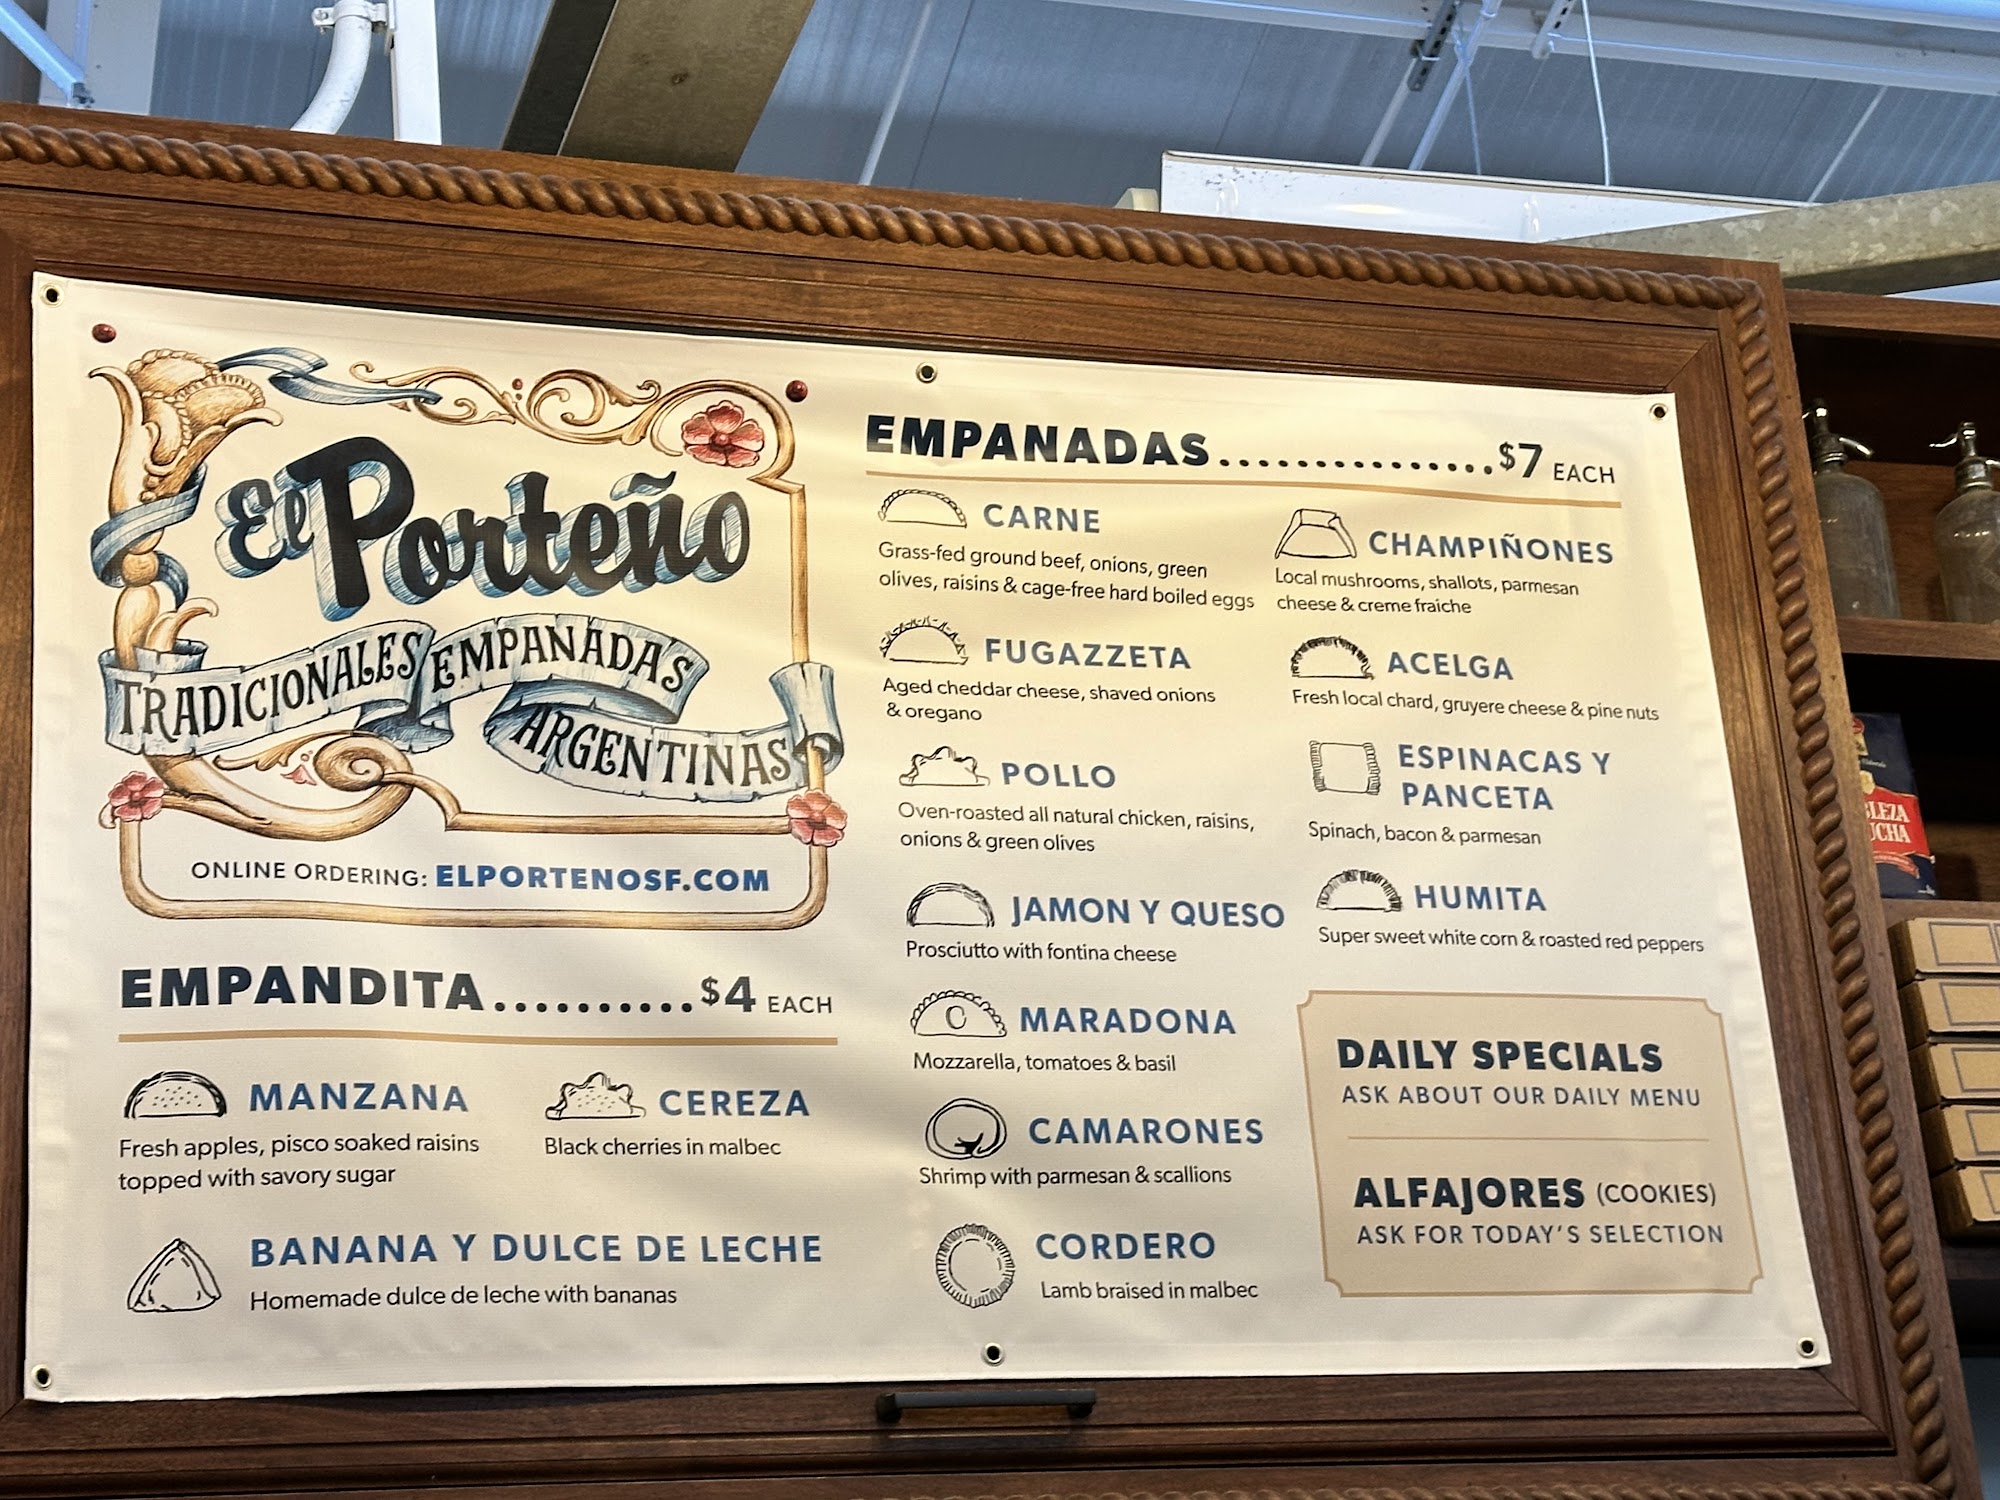 El Porteño
TRADICIONALES EMPANADAS
ARGENTINAS
ONLINE ORDERING: ELPORTENOSF.COM
EMPANDITA..........$4 EACH
MANZANA
Fresh apples, pisco soaked raisins
topped with savory sugar
CEREZA
Black cherries in malbec
BANANA Y DULCE DE LECHE
Homemade dulce de leche with bananas
EMPANADAS...............$7 EACH
CARNE
Grass-fed ground beef, onions, green
olives, raisins & cage-free hard boiled eggs
FUGAZZETA
Aged cheddar cheese, shaved onions
& oregano
POLLO
Oven-roasted all natural chicken, raisins,
onions & green olives
JAMON Y QUESO
Prosciutto with fontina cheese
MARADONA
C
Mozzarella, tomatoes & basil
CAMARONES
Shrimp with parmesan & scallions
CORDERO
Lamb braised in malbec
CHAMPIÑONES
Local mushrooms, shallots, parmesan
cheese & creme fraiche
ACELGA
Fresh local chard, gruyere cheese & pine nuts
ESPINACAS Y
PANCETA
Spinach, bacon & parmesan
HUMITA
Super sweet white corn & roasted red peppers
DAILY SPECIALS
ASK ABOUT OUR DAILY MENU
ALFAJORES (COOKIES)
ASK FOR TODAY'S SELECTION